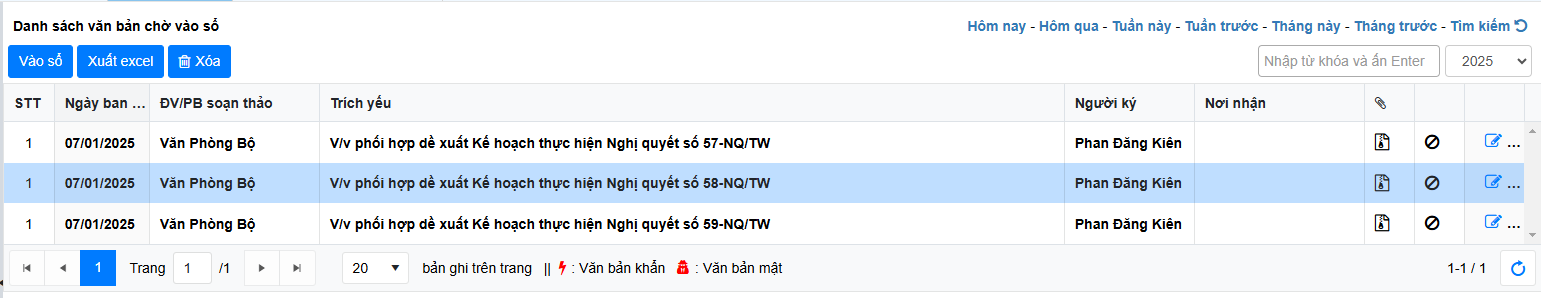 Danh sách văn bản chờ vào sổ
Hôm nay - Hôm qua - Tuần này - Tuần trước - Tháng này - Tháng trước - Tìm kiếm
Vào sổ Xuất excel Xóa Nhập từ khóa và ấn Enter 2025
STT Ngày ban ... ĐV/PB soạn thảo Trích yếu Người ký Nơi nhận
1 07/01/2025 Văn Phòng Bộ V/v phối hợp dề xuất Kế hoạch thực hiện Nghị quyết số 57-NQ/TW Phan Đăng Kiên ...
1 07/01/2025 Văn Phòng Bộ V/v phối hợp dề xuất Kế hoạch thực hiện Nghị quyết số 58-NQ/TW Phan Đăng Kiên ...
1 07/01/2025 Văn Phòng Bộ V/v phối hợp dề xuất Kế hoạch thực hiện Nghị quyết số 59-NQ/TW Phan Đăng Kiên ...
1 Trang 1 /1 20 bản ghi trên trang || : Văn bản khẩn : Văn bản mật 1-1 / 1